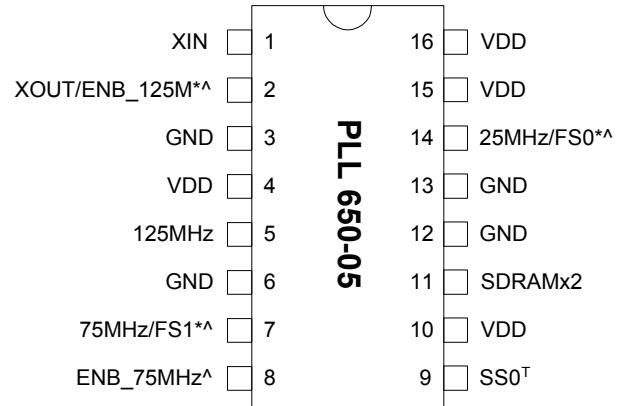 XIN 1 16 VDD
XOUT/ENB_125M*^ 2 15 VDD
GND 3 14 25MHz/FS0*^
VDD 4 13 GND
125MHz 5 12 GND
GND 6 11 SDRAMx2
75MHz/FS1*^ 7 10 VDD
ENB_75MHz^ 8 9 SS0ᵀ
PLL 650-05